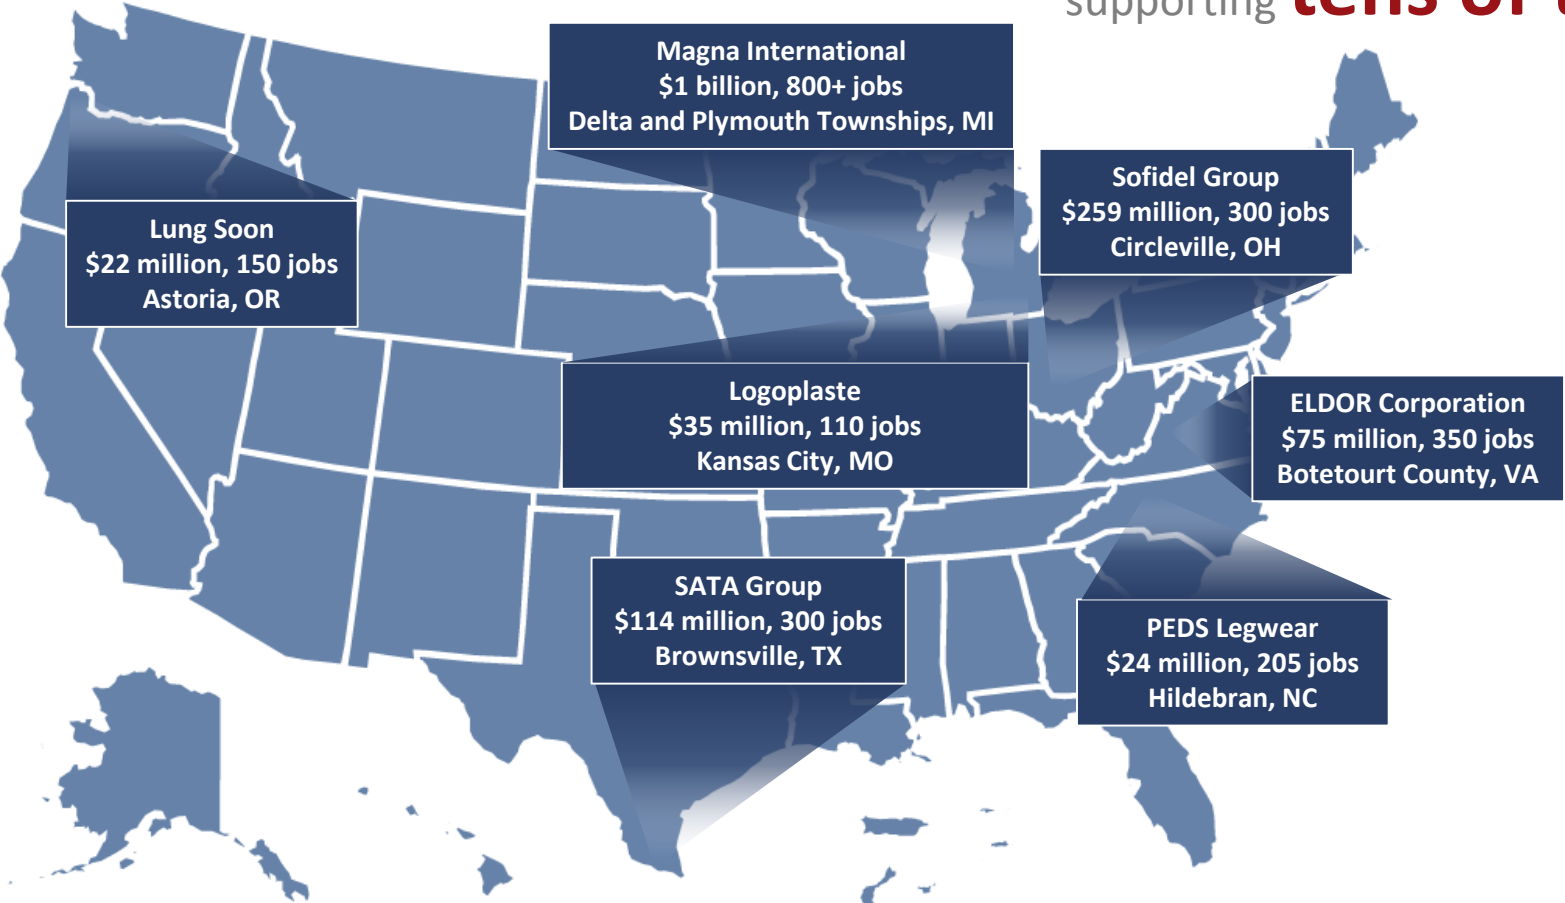 supporting tens of
Magna International
$1 billion, 800+ jobs
Delta and Plymouth Townships, MI
Sofidel Group
$259 million, 300 jobs
Circleville, OH
Lung Soon
$22 million, 150 jobs
Astoria, OR
Logoplaste
$35 million, 110 jobs
Kansas City, MO
ELDOR Corporation
$75 million, 350 jobs
Botetourt County, VA
SATA Group
$114 million, 300 jobs
Brownsville, TX
PEDS Legwear
$24 million, 205 jobs
Hildebran, NC